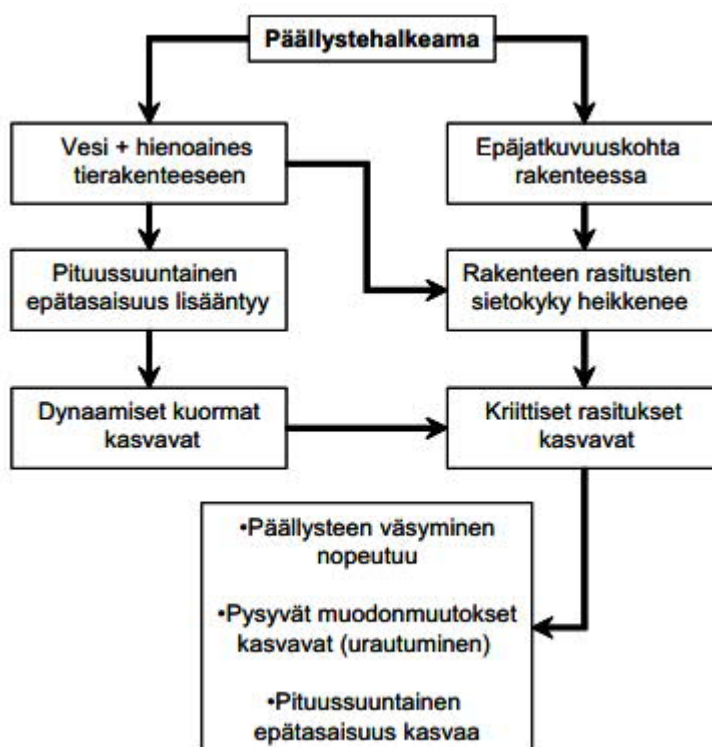 Päällystehalkeama
Vesi + hienoaines
tierakenteeseen
Epäjatkuvuuskohta
rakenteessa
Pituussuuntainen
epätasaisuus lisääntyy
Rakenteen rasitusten
sietokyky heikkenee
Dynaamiset kuormat
kasvavat
Kriittiset rasitukset
kasvavat
•Päällysteen väsyminen
nopeutuu
•Pysyvät muodonmuutokset
kasvavat (urautuminen)
•Pituussuuntainen
epätasaisuus kasvaa